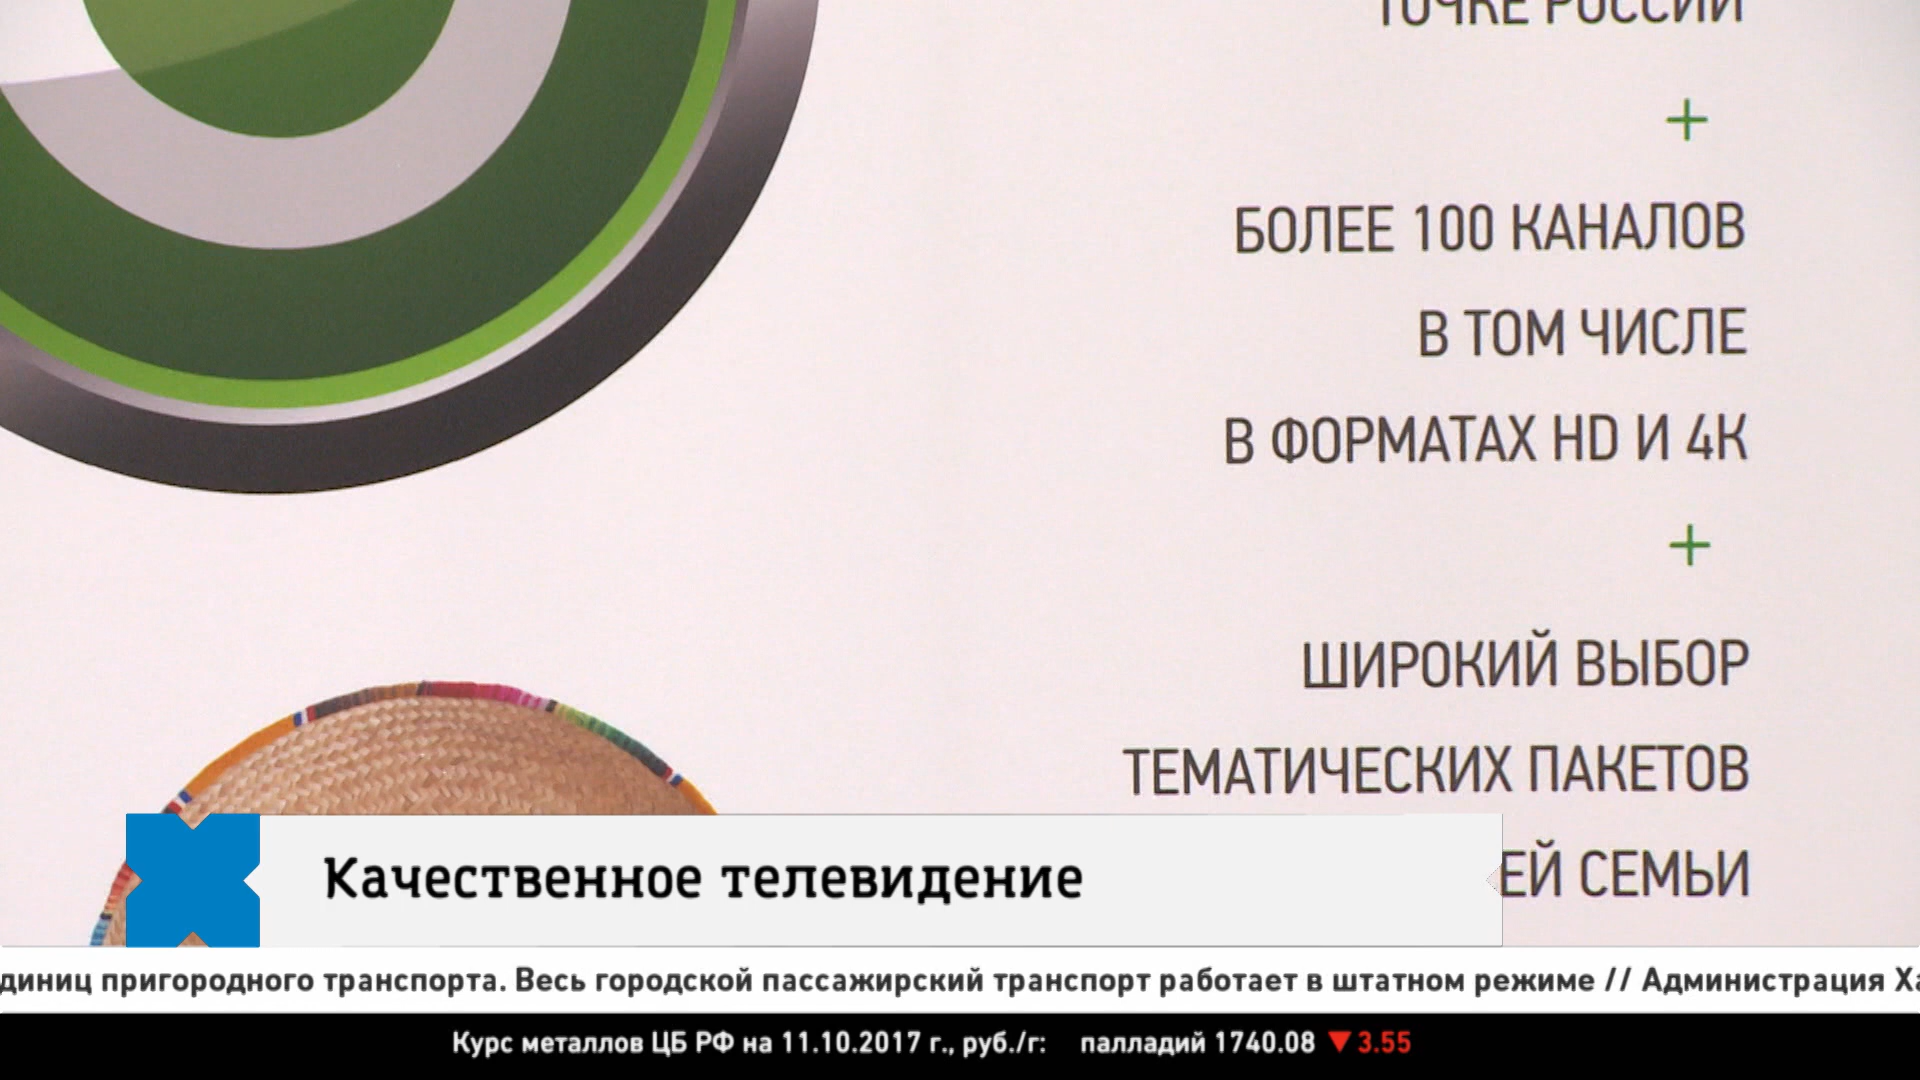 ТОЧКЕ РОССИИ
+
БОЛЕЕ 100 КАНАЛОВ
В ТОМ ЧИСЛЕ
В ФОРМАТАХ HD И 4K
+
ШИРОКИЙ ВЫБОР
ТЕМАТИЧЕСКИХ ПАКЕТОВ
ЕЙ СЕМЬИ
Качественное телевидение
диниц пригородного транспорта. Весь городской пассажирский транспорт работает в штатном режиме // Администрация Ха
Курс металлов ЦБ РФ на 11.10.2017 г., руб./г: палладий 1740.08 ▼ 3.55